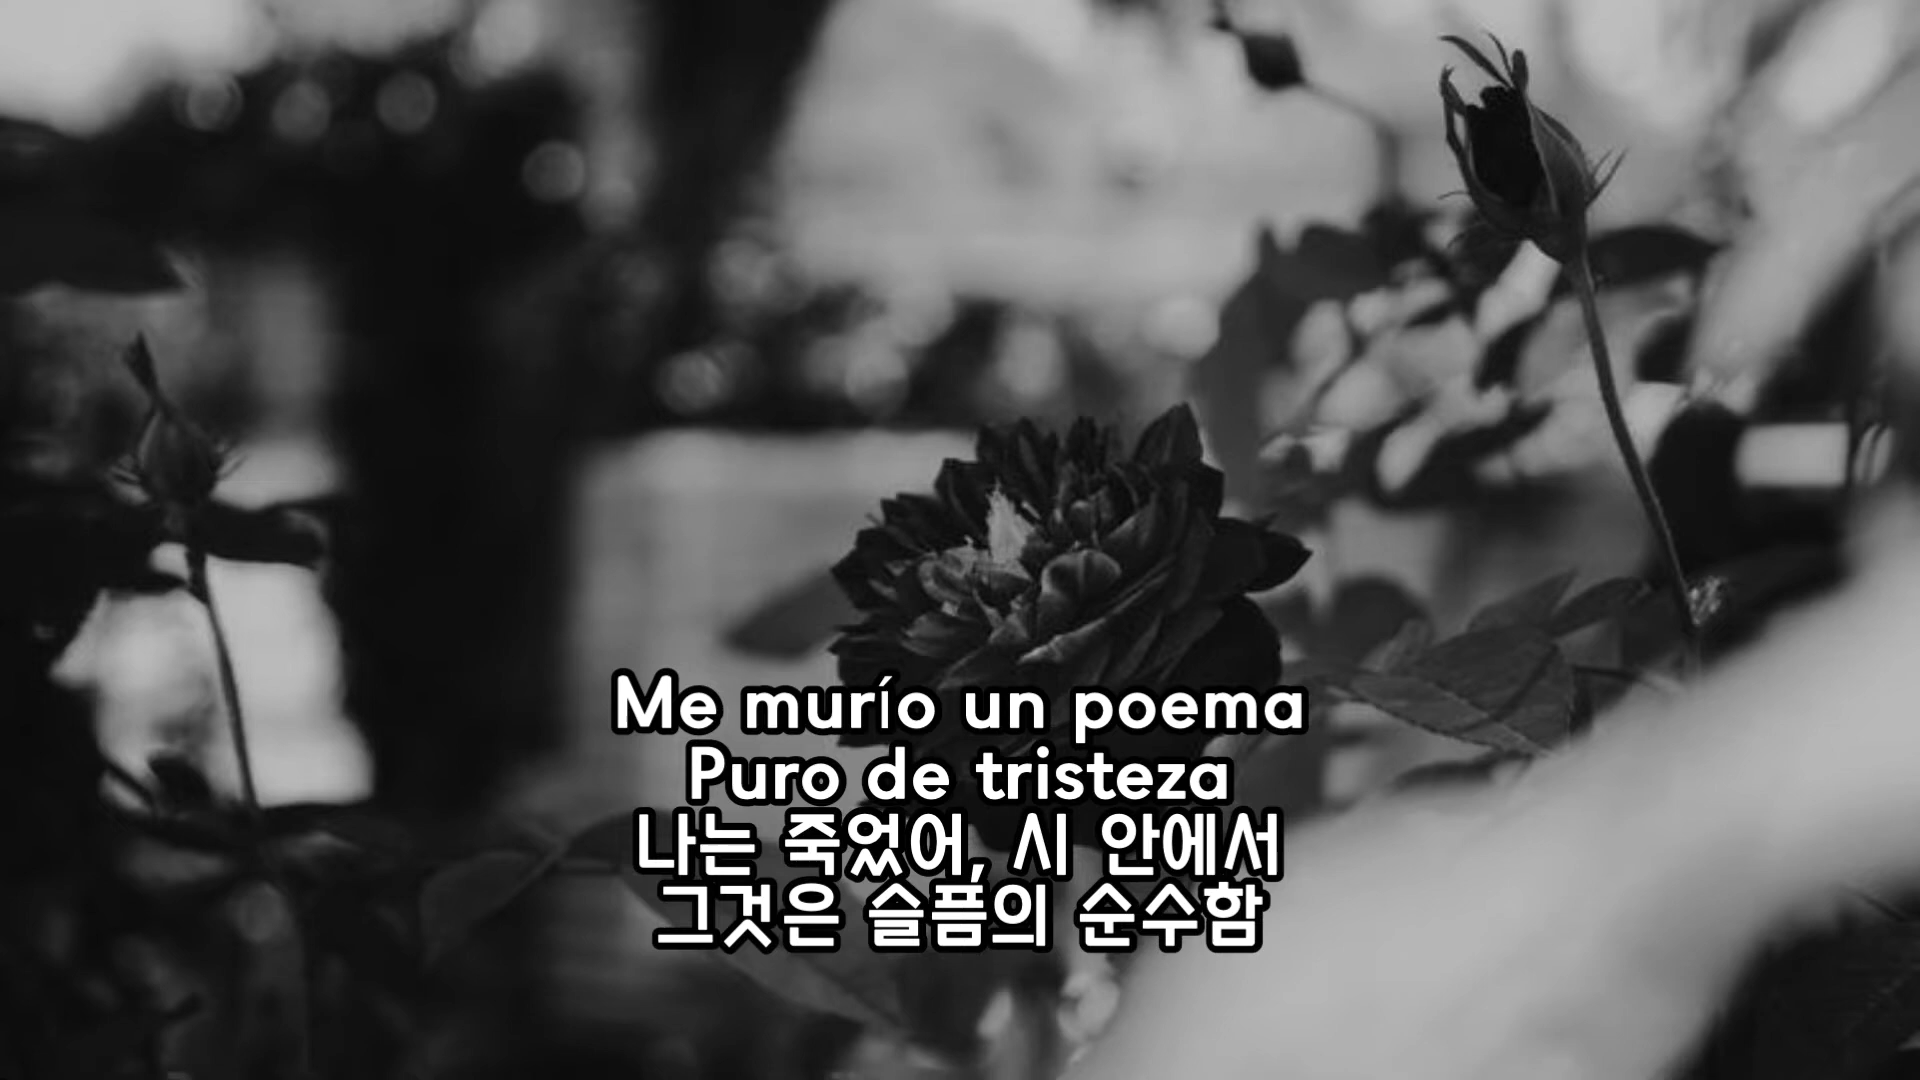 Me murío un poema
Puro de tristeza
나는 죽었어, 시 안에서
그것은 슬픔의 순수함